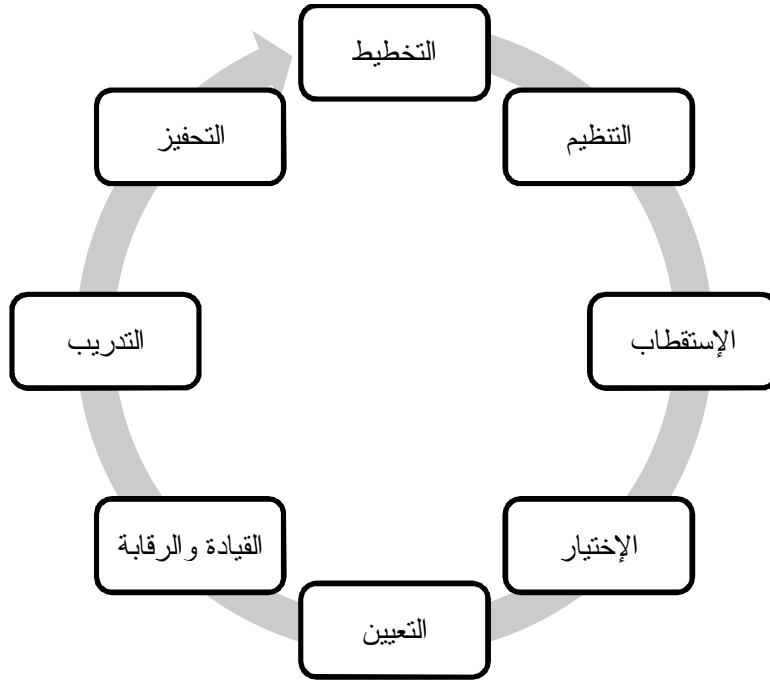 التخطيط
التنظيم
الإستقطاب
الإختيار
التعيين
القيادة والرقابة
التدريب
التحفيز